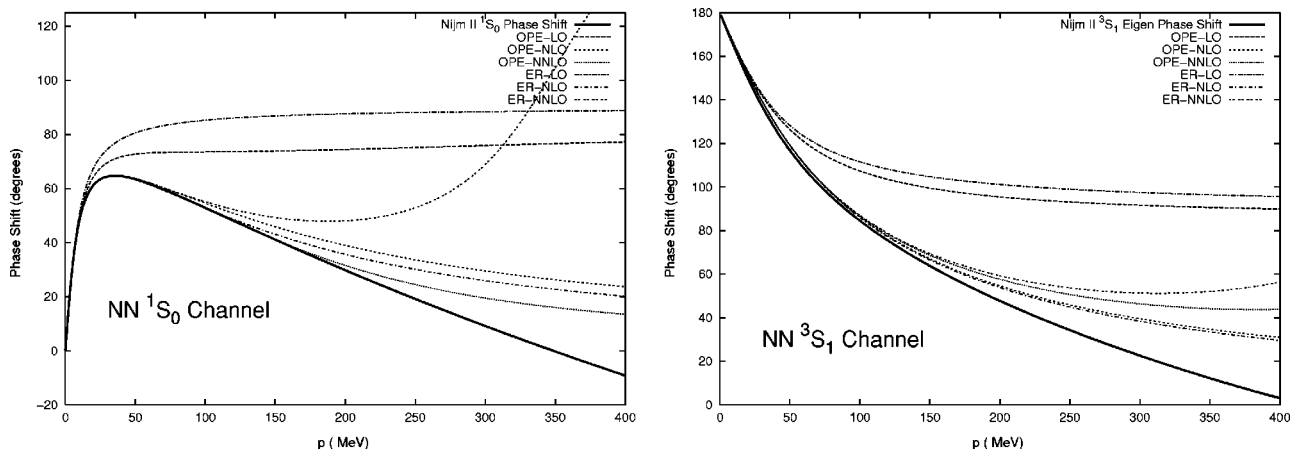 Nijm II ¹S₀ Phase Shift
OPE-LO
OPE-NLO
OPE-NNLO
ER-LO
ER-NLO
ER-NNLO
120
100
80
60
40
20
0
-20
Phase Shift (degrees)
NN ¹S₀ Channel
0 50 100 150 200 250 300 350 400
p ( MeV)
Nijm II ³S₁ Eigen Phase Shift
OPE-LO
OPE-NLO
OPE-NNLO
ER-LO
ER-NLO
ER-NNLO
180
160
140
120
100
80
60
40
20
0
Phase Shift (degrees)
NN ³S₁ Channel
0 50 100 150 200 250 300 350 400
p ( MeV)